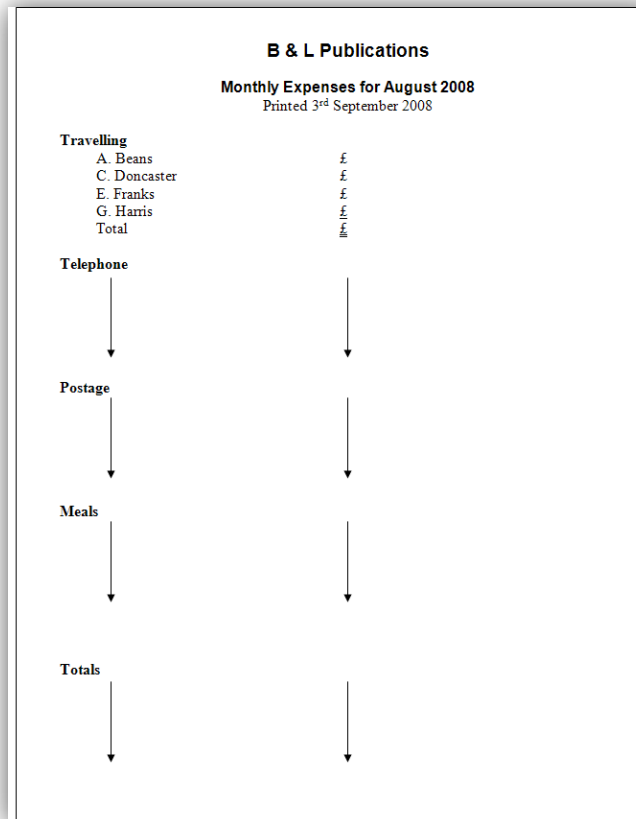 B & L Publications
Monthly Expenses for August 2008
Printed 3rd September 2008
Travelling
A. Beans £
C. Doncaster £
E. Franks £
G. Harris £
Total £
Telephone
Postage
Meals
Totals